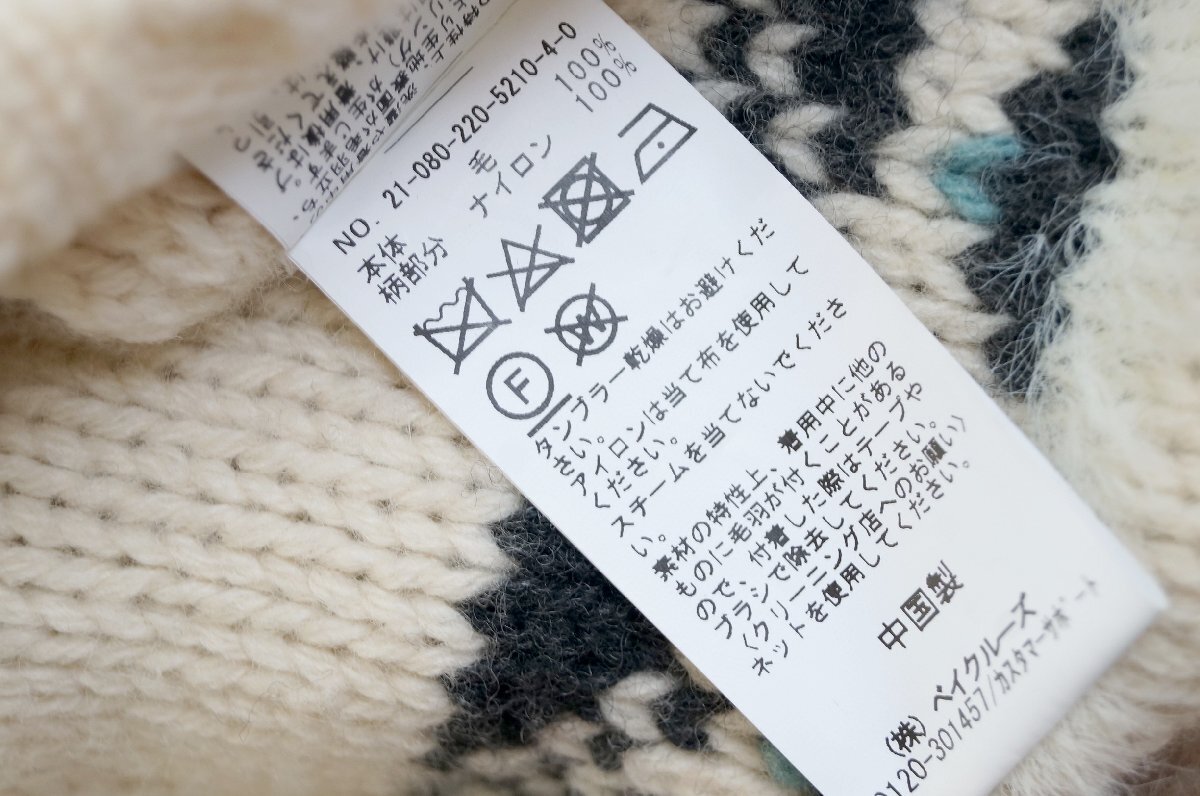 NO. 21-080-220-5210-4-0
本体 毛 100%
柄部分 ナイロン 100%
F
W
タンブラー乾燥はお避けくだ
さい。
アイロンは当て布を使用して
ください。
スチームを当てないでくださ
い。
素材の特性上、着用中に他の
ものに毛羽が付くことがある
ので、付着した際はテープや
ブラシで除去してください。
〈クリーニング店へのお願い〉
ネットを使用してください。
中国製
(株) ベイクルーズ
0120-301457/カスタマーサポート